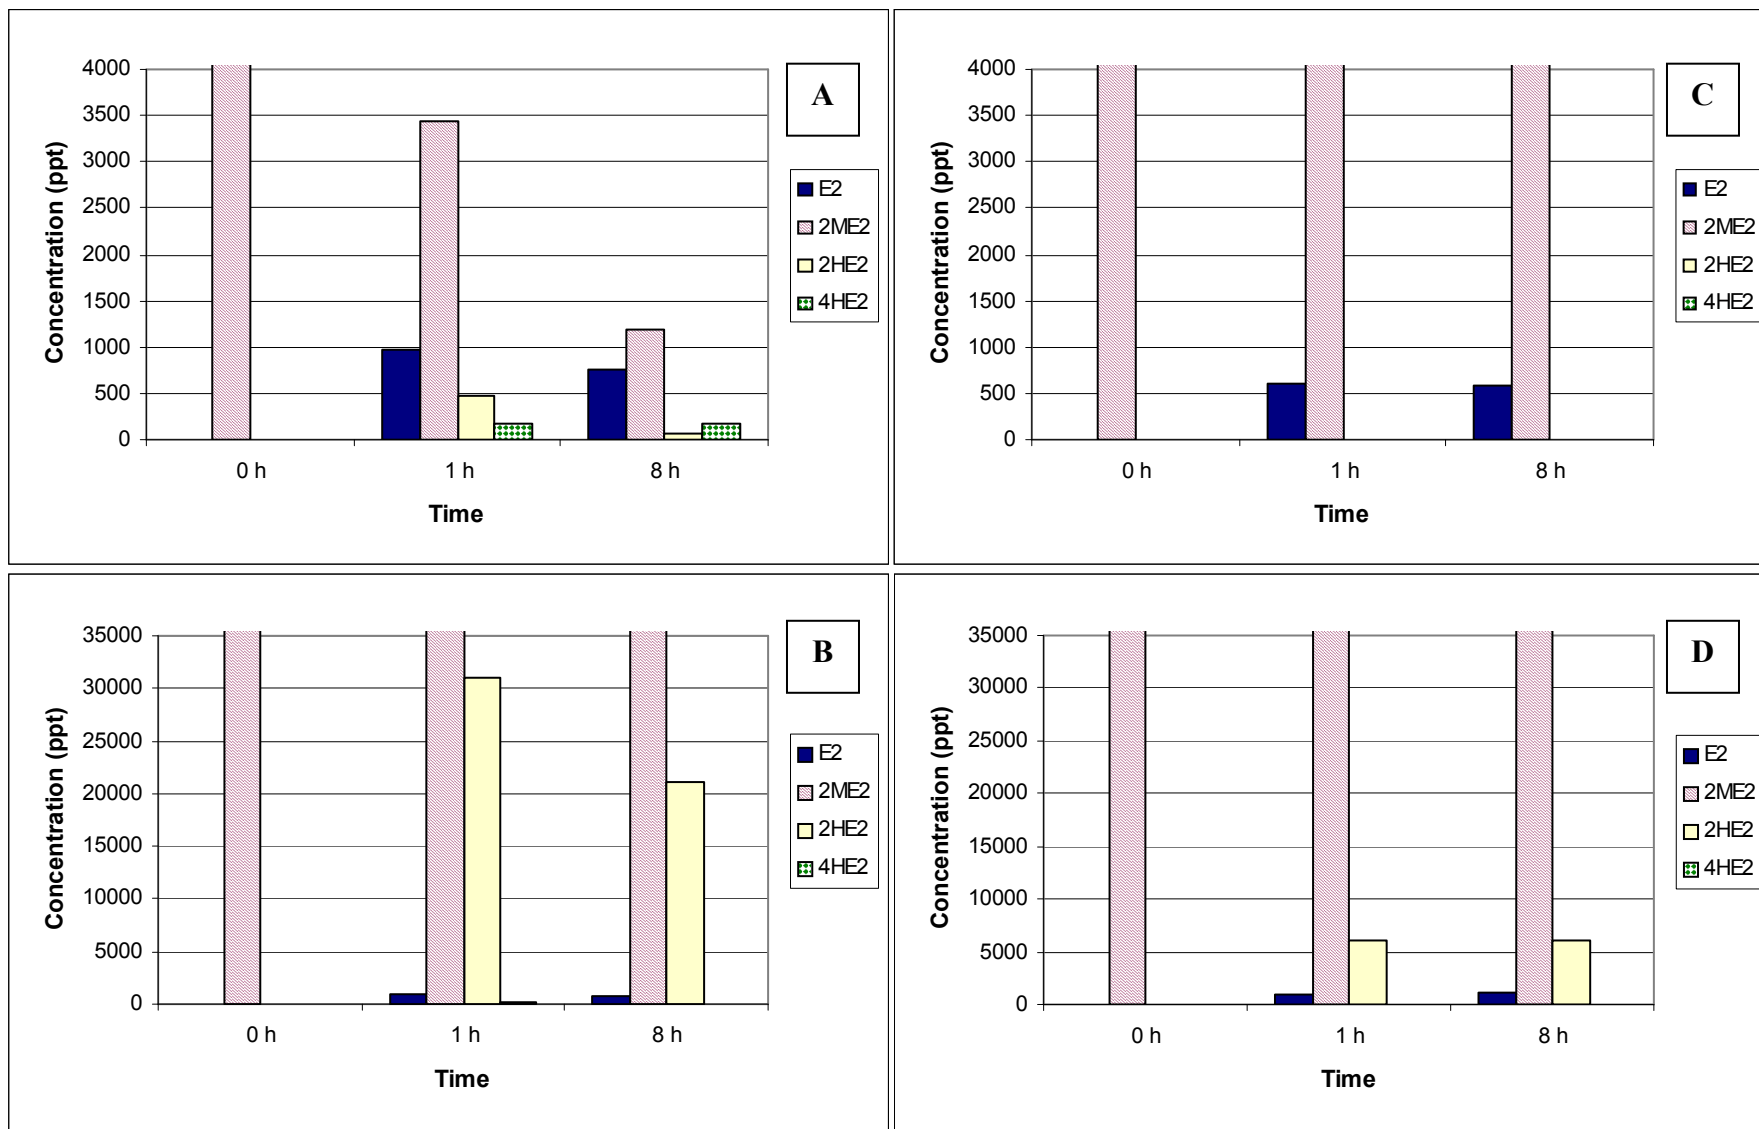 A
4000
3500
3000
2500
2000
1500
1000
500
0
Concentration (ppt)
0 h 1 h 8 h
Time
E2
2ME2
2HE2
4HE2
C
4000
3500
3000
2500
2000
1500
1000
500
0
Concentration (ppt)
0 h 1 h 8 h
Time
E2
2ME2
2HE2
4HE2
B
35000
30000
25000
20000
15000
10000
5000
0
Concentration (ppt)
0 h 1 h 8 h
Time
E2
2ME2
2HE2
4HE2
D
35000
30000
25000
20000
15000
10000
5000
0
Concentration (ppt)
0 h 1 h 8 h
Time
E2
2ME2
2HE2
4HE2